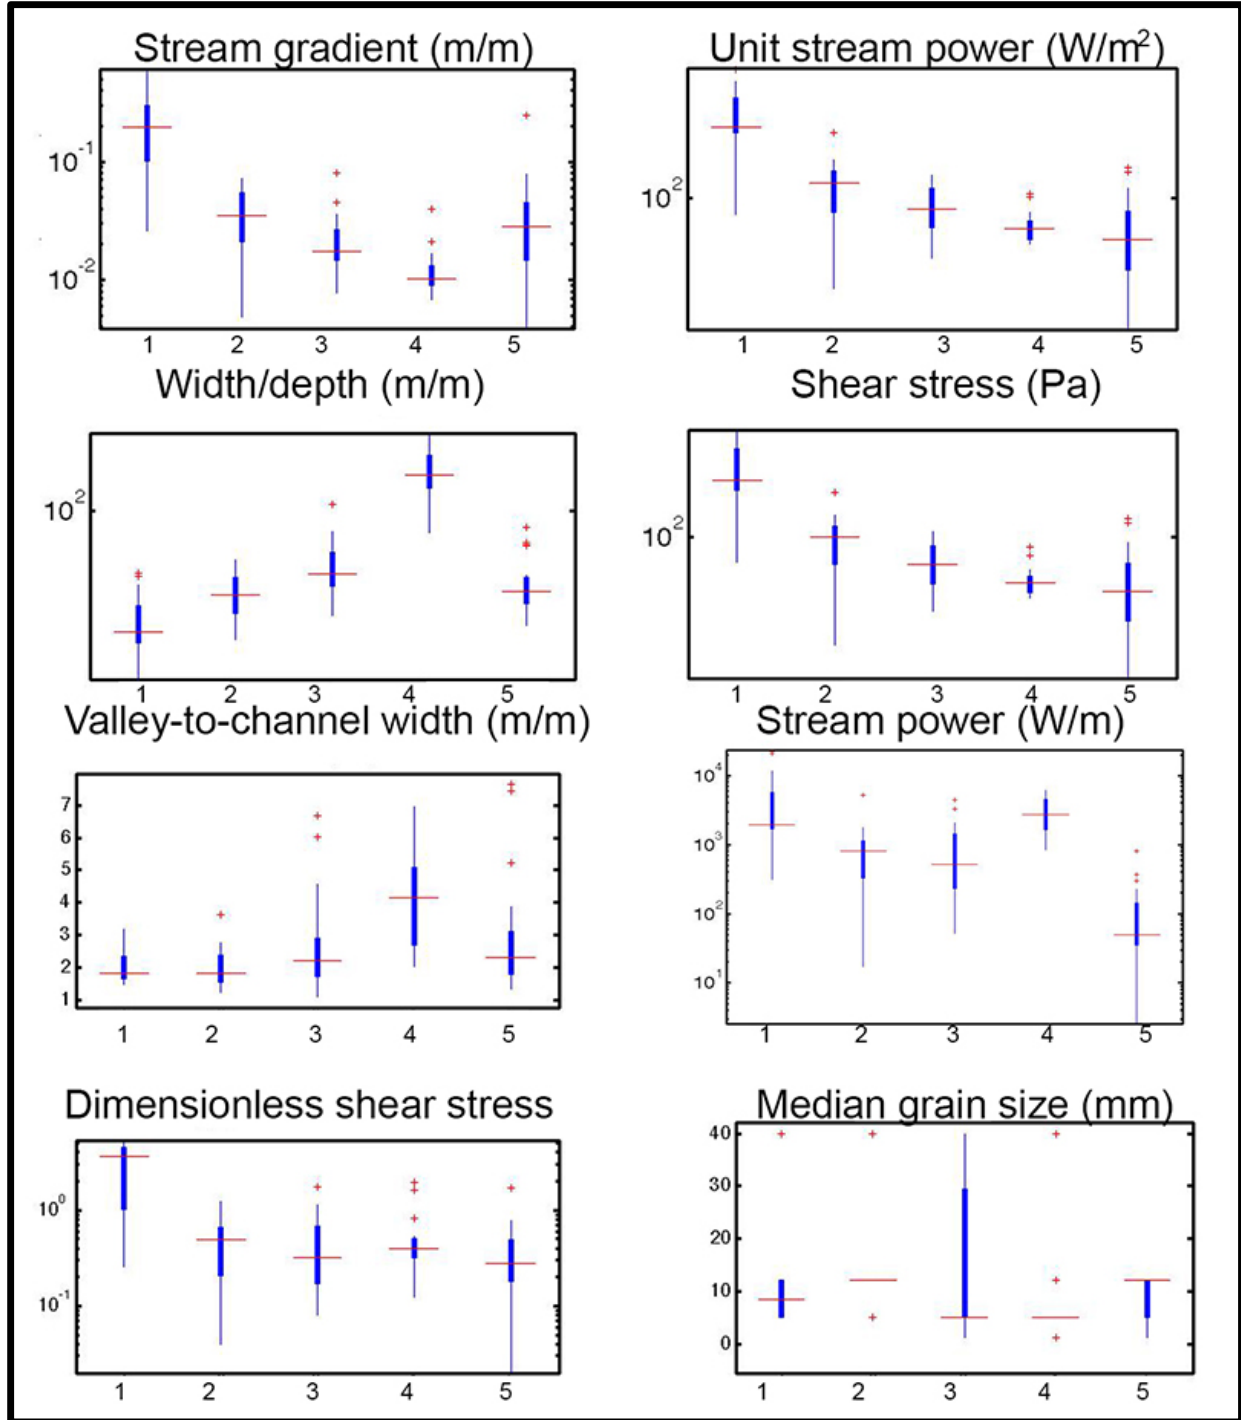 Stream gradient (m/m)
10-1
10-2
1 2 3 4 5
Unit stream power (W/m2)
102
1 2 3 4 5
Width/depth (m/m)
102
1 2 3 4 5
Shear stress (Pa)
102
1 2 3 4 5
Valley-to-channel width (m/m)
7
6
5
4
3
2
1
1 2 3 4 5
Stream power (W/m)
104
103
102
101
1 2 3 4 5
Dimensionless shear stress
100
10-1
1 2 3 4 5
Median grain size (mm)
40
30
20
10
0
1 2 3 4 5